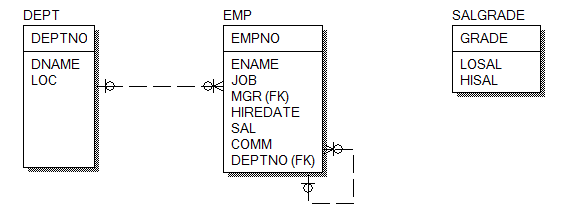 DEPT
DEPTNO
DNAME
LOC
EMP
EMPNO
ENAME
JOB
MGR (FK)
HIREDATE
SAL
COMM
DEPTNO (FK)
SALGRADE
GRADE
LOSAL
HISAL